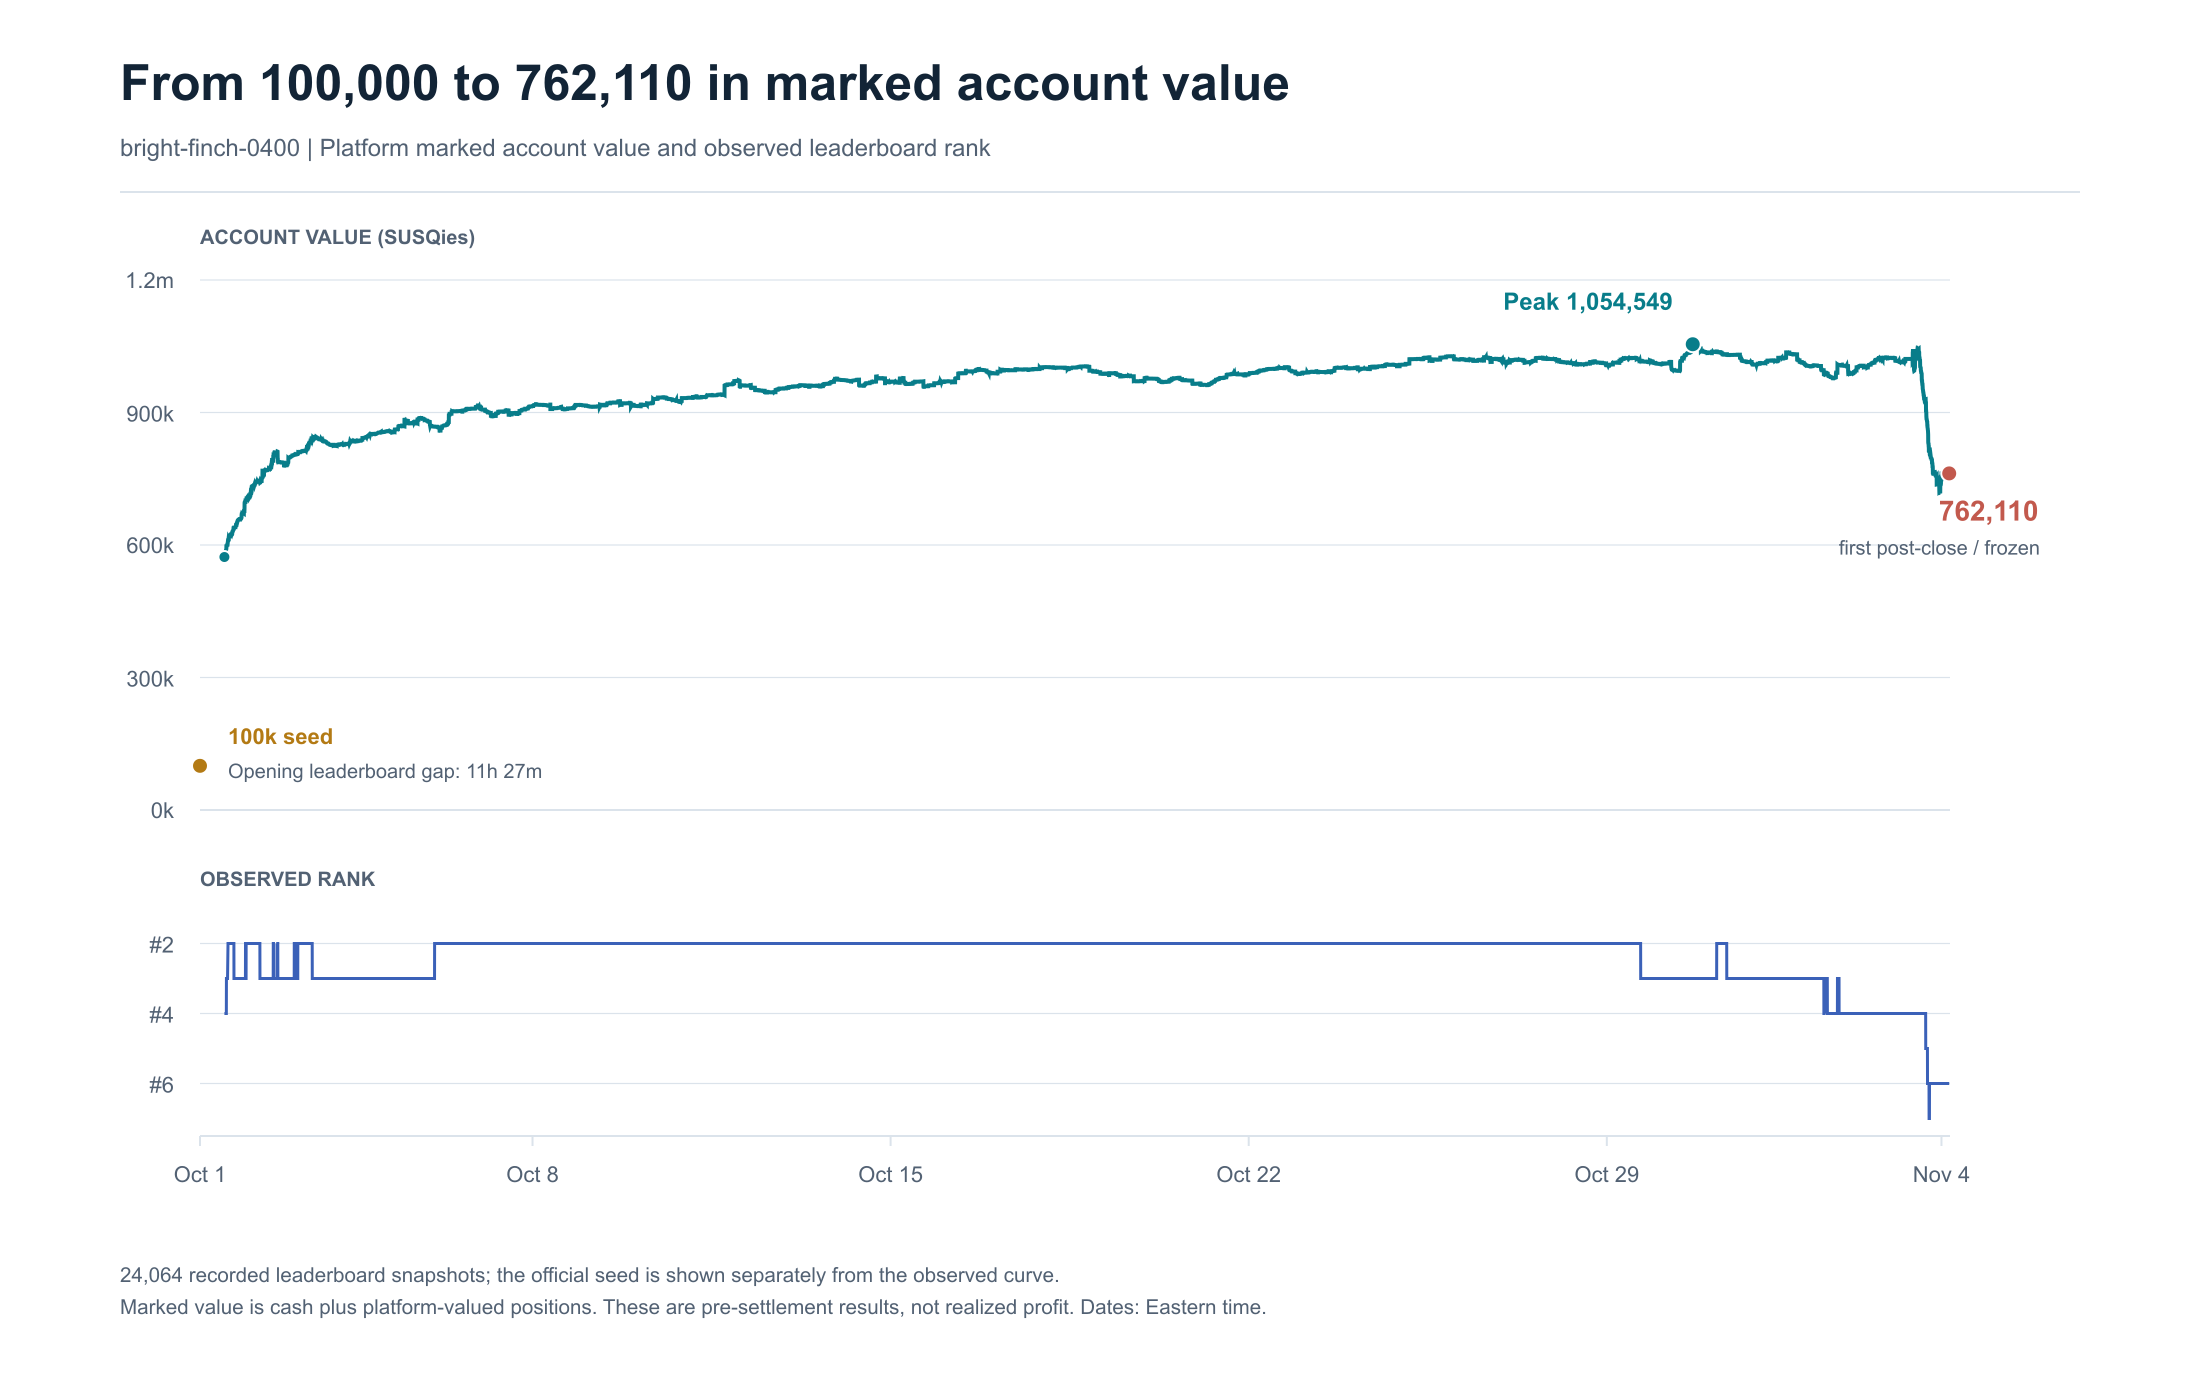 From 100,000 to 762,110 in marked account value
bright-finch-0400 | Platform marked account value and observed leaderboard rank
ACCOUNT VALUE (SUSQies)
1.2m
Peak 1,054,549
900k
762,110
600k
first post-close / frozen
300k
100k seed
Opening leaderboard gap: 11h 27m
0k
OBSERVED RANK
#2
#4
#6
Oct 1
Oct 8
Oct 15
Oct 22
Oct 29
Nov 4
24,064 recorded leaderboard snapshots; the official seed is shown separately from the observed curve.
Marked value is cash plus platform-valued positions. These are pre-settlement results, not realized profit. Dates: Eastern time.